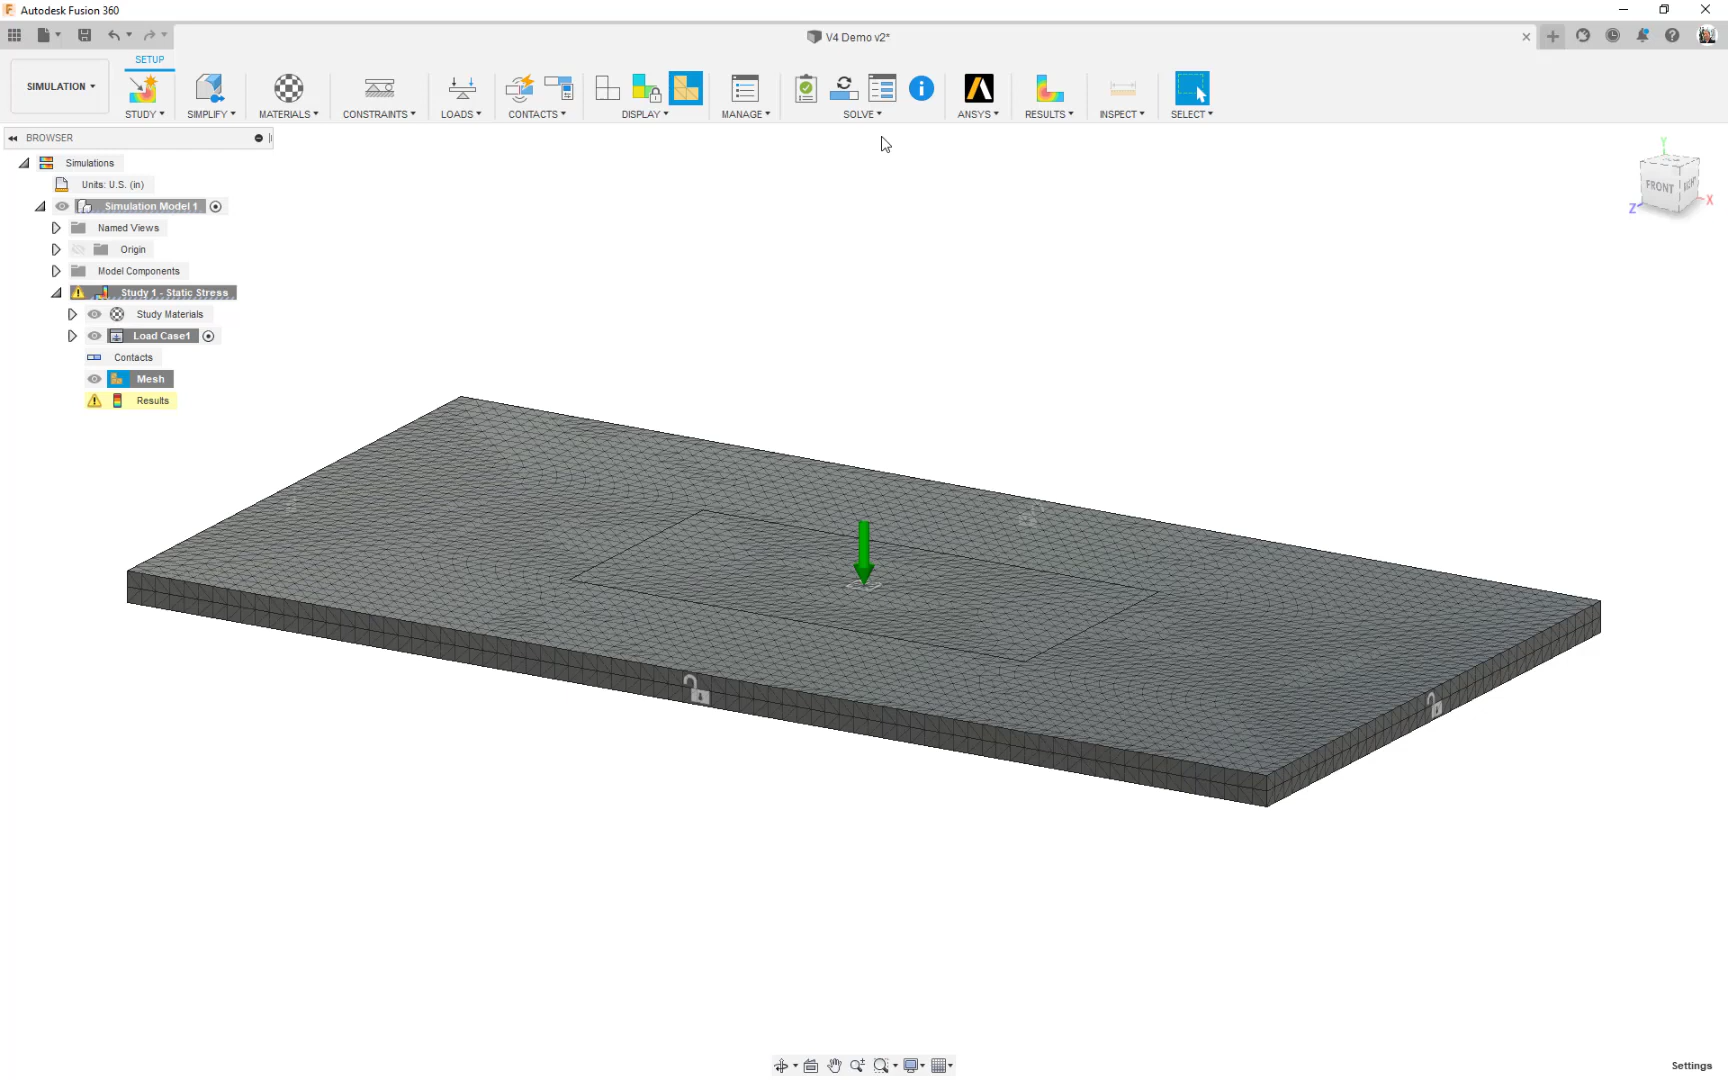 Autodesk Fusion 360
V4 Demo v2*
SETUP
SIMULATION
STUDY
SIMPLIFY
MATERIALS
CONSTRAINTS
LOADS
CONTACTS
DISPLAY
MANAGE
SOLVE
ANSYS
RESULTS
INSPECT
SELECT
BROWSER
Simulations
Units: U.S. (in)
Simulation Model 1
Named Views
Origin
Model Components
Study 1 - Static Stress
Study Materials
Load Case1
Contacts
Mesh
Results
Y
FRONT
RIGHT
X
Z
Settings